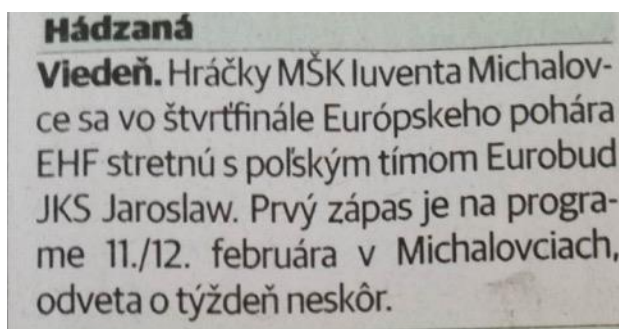 Hádzaná
Viedeň. Hráčky MŠK Iuventa Michalov-
ce sa vo štvrťfinále Európskeho pohára
EHF stretnú s poľským tímom Eurobud
JKS Jaroslaw. Prvý zápas je na progra-
me 11./12. februára v Michalovciach,
odveta o týždeň neskôr.